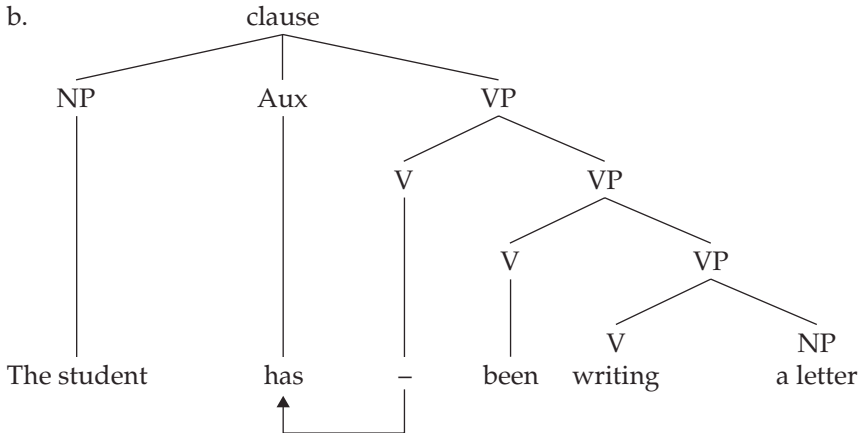 b. clause
NP Aux VP
V VP
V VP
V NP
The student has – been writing a letter